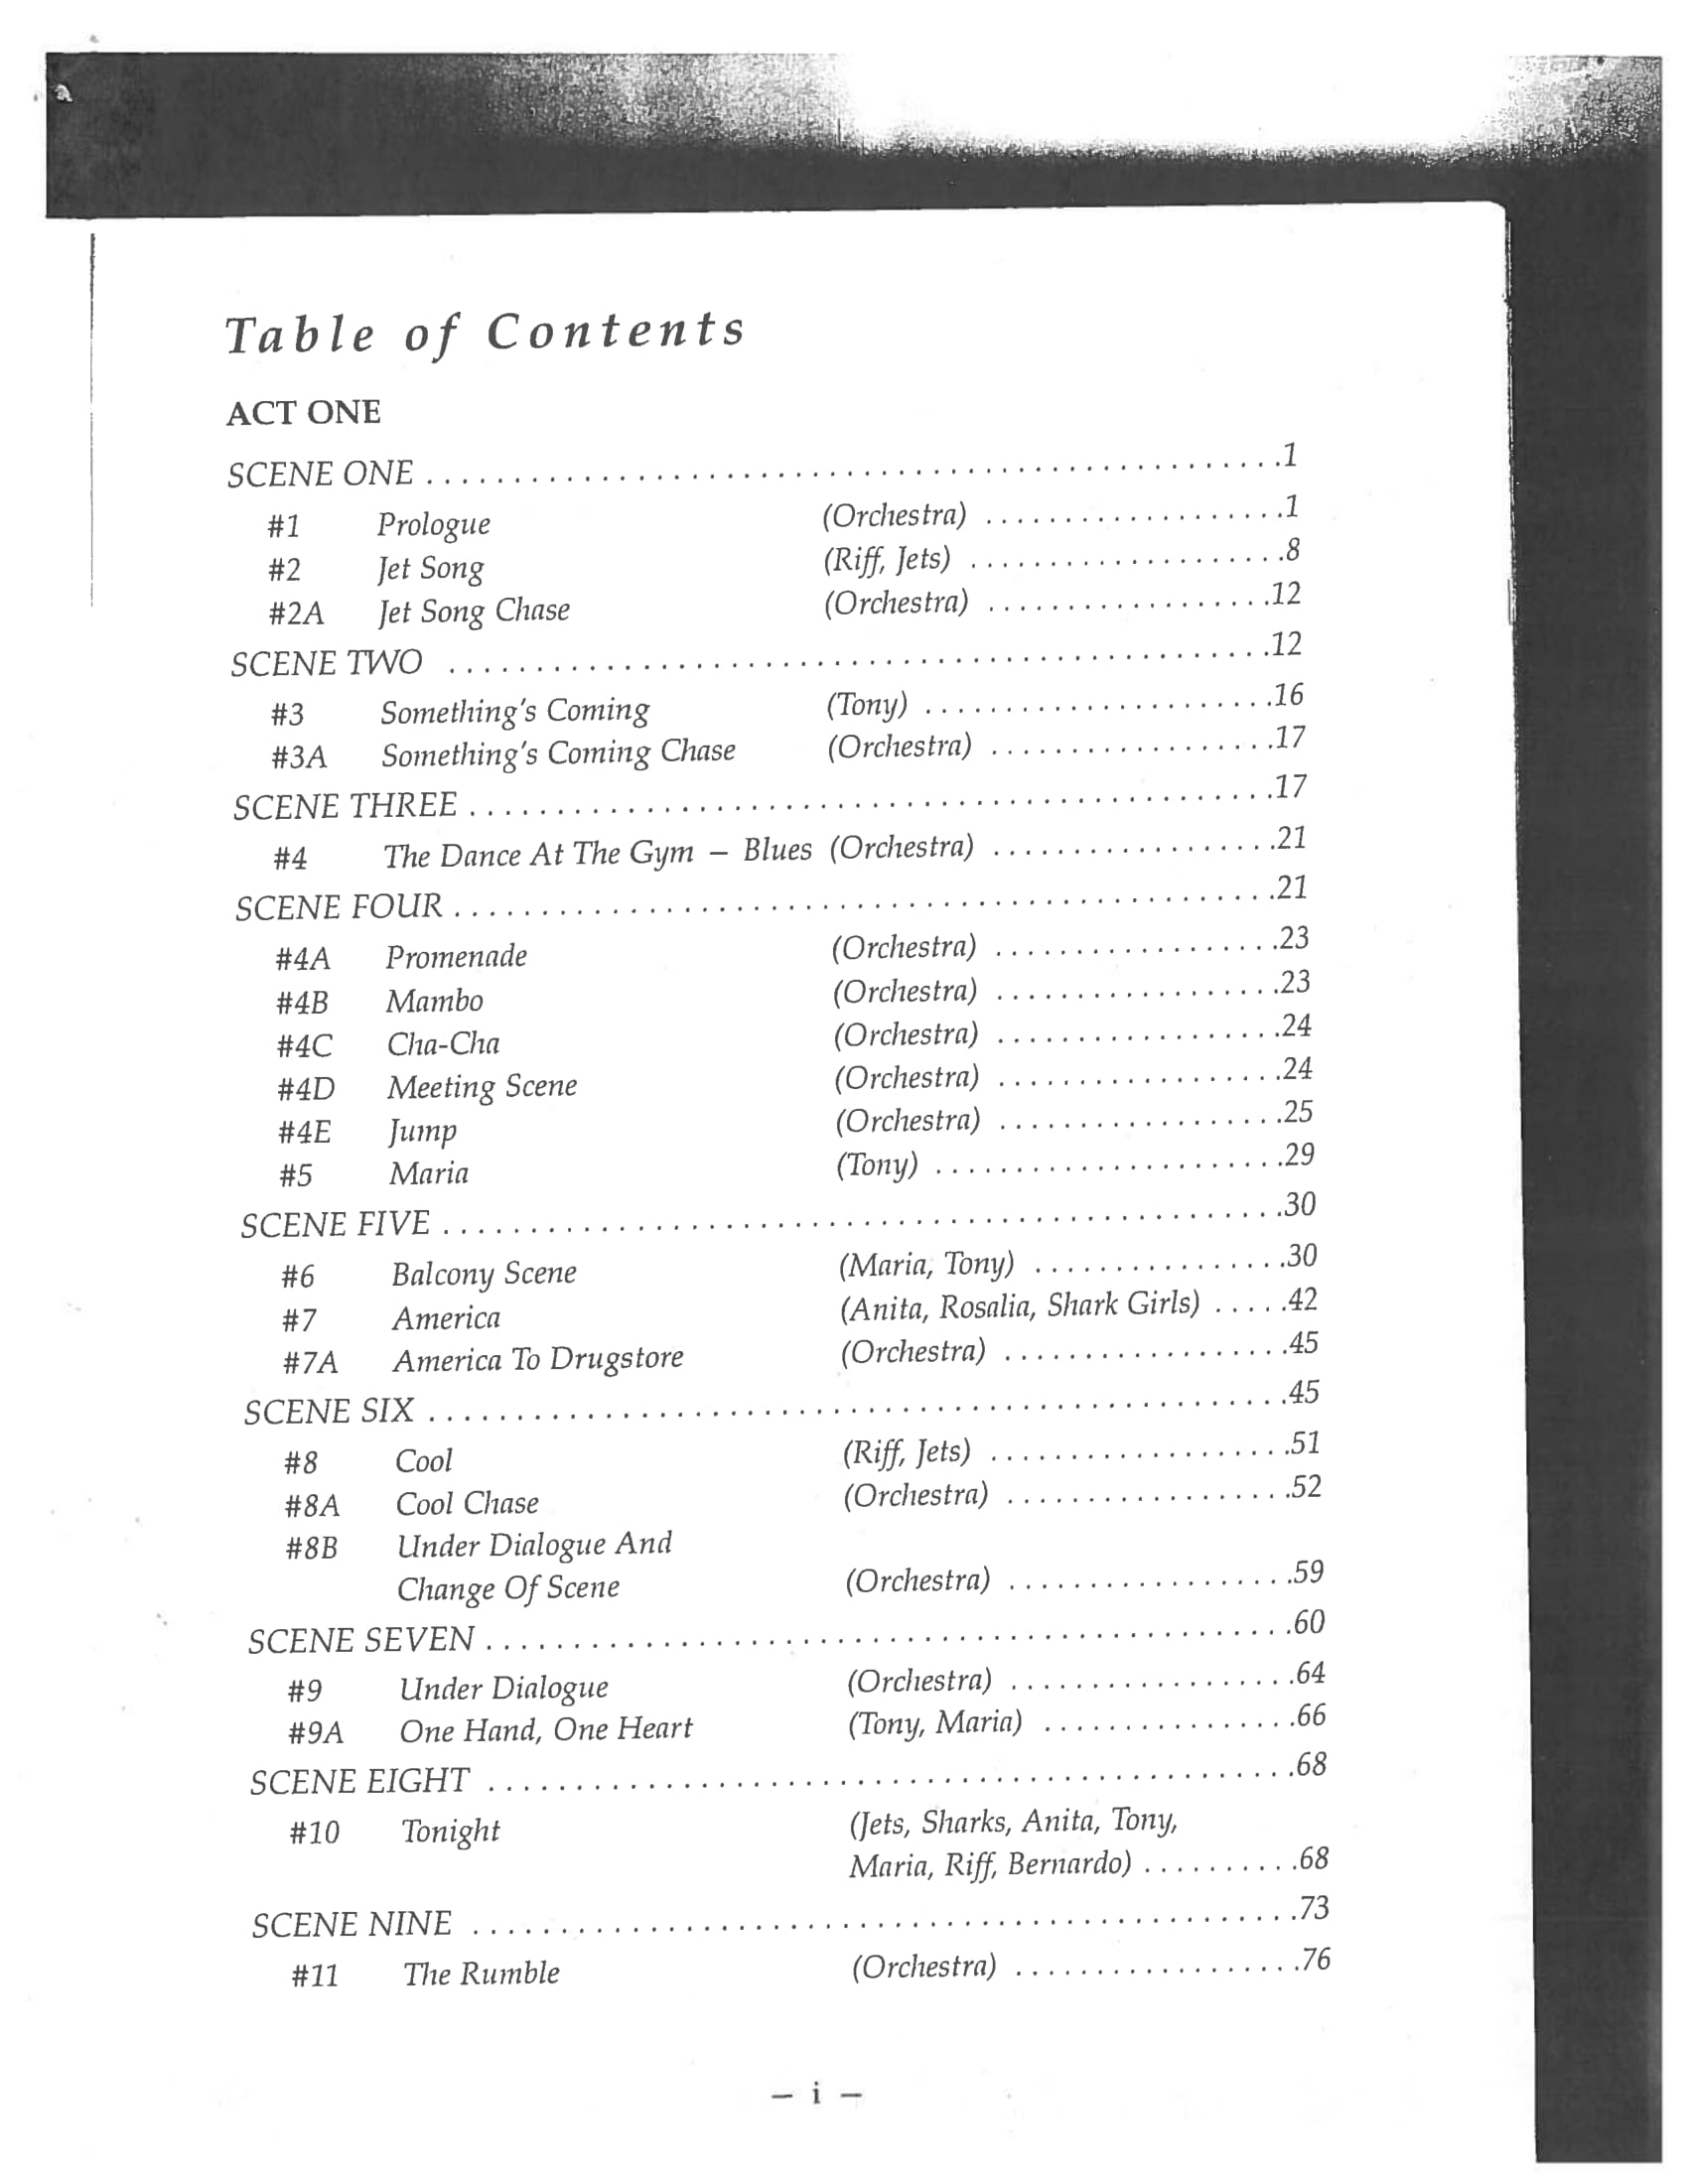 Table of Contents
ACT ONE
SCENE ONE . . . . . . . . . . . . . . . . . . . . . . . . . . . . . . . . . . . . . . . . . . . . . . . . . .1
#1 Prologue (Orchestra) . . . . . . . . . . . . . . . . . . .1
#2 Jet Song (Riff, Jets) . . . . . . . . . . . . . . . . . . . .8
#2A Jet Song Chase (Orchestra) . . . . . . . . . . . . . . . . . .12
SCENE TWO . . . . . . . . . . . . . . . . . . . . . . . . . . . . . . . . . . . . . . . . . . . . . . . .12
#3 Something's Coming (Tony) . . . . . . . . . . . . . . . . . . . . . .16
#3A Something's Coming Chase (Orchestra) . . . . . . . . . . . . . . . . . .17
SCENE THREE . . . . . . . . . . . . . . . . . . . . . . . . . . . . . . . . . . . . . . . . . . . . . . .17
#4 The Dance At The Gym – Blues (Orchestra) . . . . . . . . . . . . . . . . . .21
SCENE FOUR . . . . . . . . . . . . . . . . . . . . . . . . . . . . . . . . . . . . . . . . . . . . . . . .21
#4A Promenade (Orchestra) . . . . . . . . . . . . . . . . . .23
#4B Mambo (Orchestra) . . . . . . . . . . . . . . . . . .23
#4C Cha-Cha (Orchestra) . . . . . . . . . . . . . . . . . .24
#4D Meeting Scene (Orchestra) . . . . . . . . . . . . . . . . . .24
#4E Jump (Orchestra) . . . . . . . . . . . . . . . . . .25
#5 Maria (Tony) . . . . . . . . . . . . . . . . . . . . . .29
SCENE FIVE . . . . . . . . . . . . . . . . . . . . . . . . . . . . . . . . . . . . . . . . . . . . . . . . .30
#6 Balcony Scene (Maria, Tony) . . . . . . . . . . . . . . . .30
#7 America (Anita, Rosalia, Shark Girls) . . . . .42
#7A America To Drugstore (Orchestra) . . . . . . . . . . . . . . . . . .45
SCENE SIX . . . . . . . . . . . . . . . . . . . . . . . . . . . . . . . . . . . . . . . . . . . . . . . . . .45
#8 Cool (Riff, Jets) . . . . . . . . . . . . . . . . . . .51
#8A Cool Chase (Orchestra) . . . . . . . . . . . . . . . . . .52
#8B Under Dialogue And
Change Of Scene (Orchestra) . . . . . . . . . . . . . . . . . .59
SCENE SEVEN . . . . . . . . . . . . . . . . . . . . . . . . . . . . . . . . . . . . . . . . . . . . . . .60
#9 Under Dialogue (Orchestra) . . . . . . . . . . . . . . . . . .64
#9A One Hand, One Heart (Tony, Maria) . . . . . . . . . . . . . . . .66
SCENE EIGHT . . . . . . . . . . . . . . . . . . . . . . . . . . . . . . . . . . . . . . . . . . . . . . .68
#10 Tonight (Jets, Sharks, Anita, Tony,
Maria, Riff, Bernardo) . . . . . . . . . .68
SCENE NINE . . . . . . . . . . . . . . . . . . . . . . . . . . . . . . . . . . . . . . . . . . . . . . . .73
#11 The Rumble (Orchestra) . . . . . . . . . . . . . . . . . .76
– i –